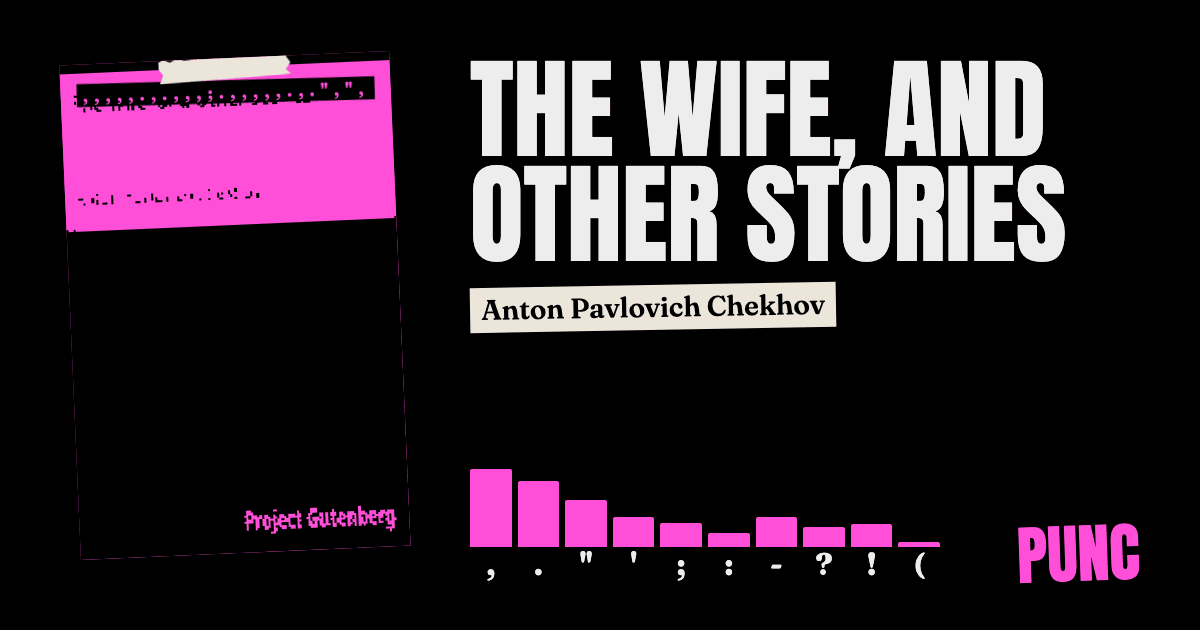 , , , , , . , . , , , ; . , , , , , . , . " , " ,
THE WIFE, AND
OTHER STORIES
Anton Pavlovich Chekhov
Project Gutenberg
, . " ' ; : - ? ! (
PUNC